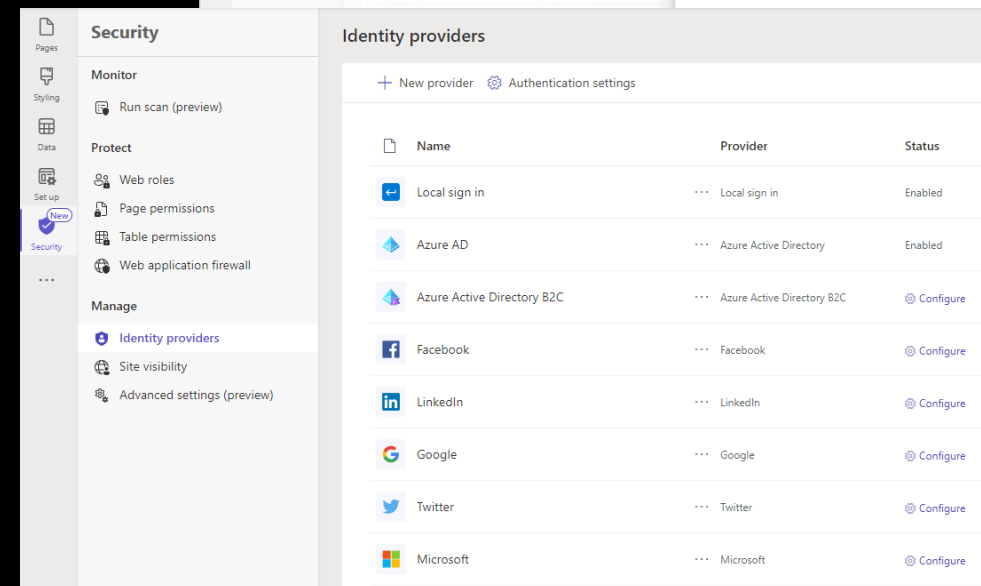 Pages
Styling
Data
Set up
New
Security
...
Security
Monitor
Run scan (preview)
Protect
Web roles
Page permissions
Table permissions
Web application firewall
Manage
Identity providers
Site visibility
Advanced settings (preview)
Identity providers
New provider Authentication settings
Name Provider Status
Local sign in ... Local sign in Enabled
Azure AD ... Azure Active Directory Enabled
Azure Active Directory B2C ... Azure Active Directory B2C Configure
Facebook ... Facebook Configure
LinkedIn ... LinkedIn Configure
Google ... Google Configure
Twitter ... Twitter Configure
Microsoft ... Microsoft Configure